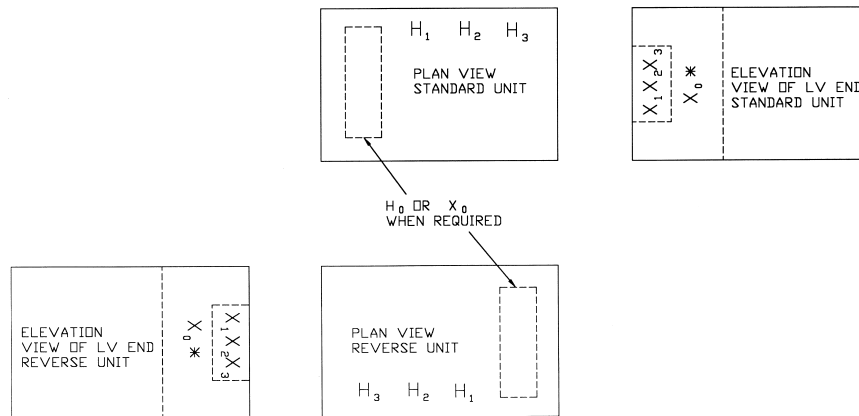 H1 H2 H3
PLAN VIEW
STANDARD UNIT
X1 X2 X3
X0 *
ELEVATION
VIEW OF LV END
STANDARD UNIT
H0 OR X0
WHEN REQUIRED
ELEVATION
VIEW OF LV END
REVERSE UNIT
X0 *
X1 X2 X3
PLAN VIEW
REVERSE UNIT
H3 H2 H1